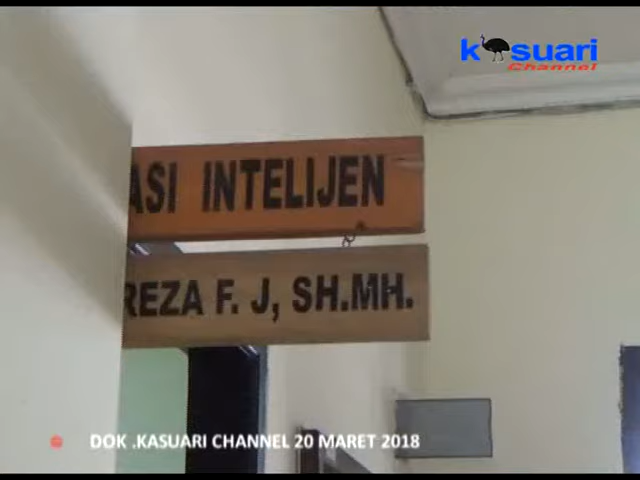 kasuari
Channel
ASI INTELIJEN
REZA F. J, SH.MH.
DOK .KASUARI CHANNEL 20 MARET 2018